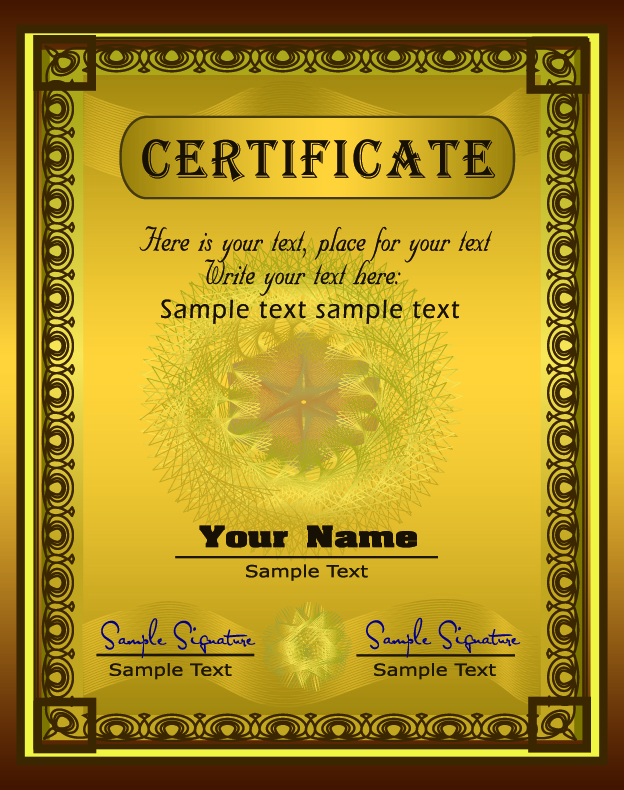 CERTIFICATE
Here is your text, place for your text
Write your text here:
Sample text sample text
Your Name
Sample Text
Sample Signature Sample Signature
Sample Text Sample Text